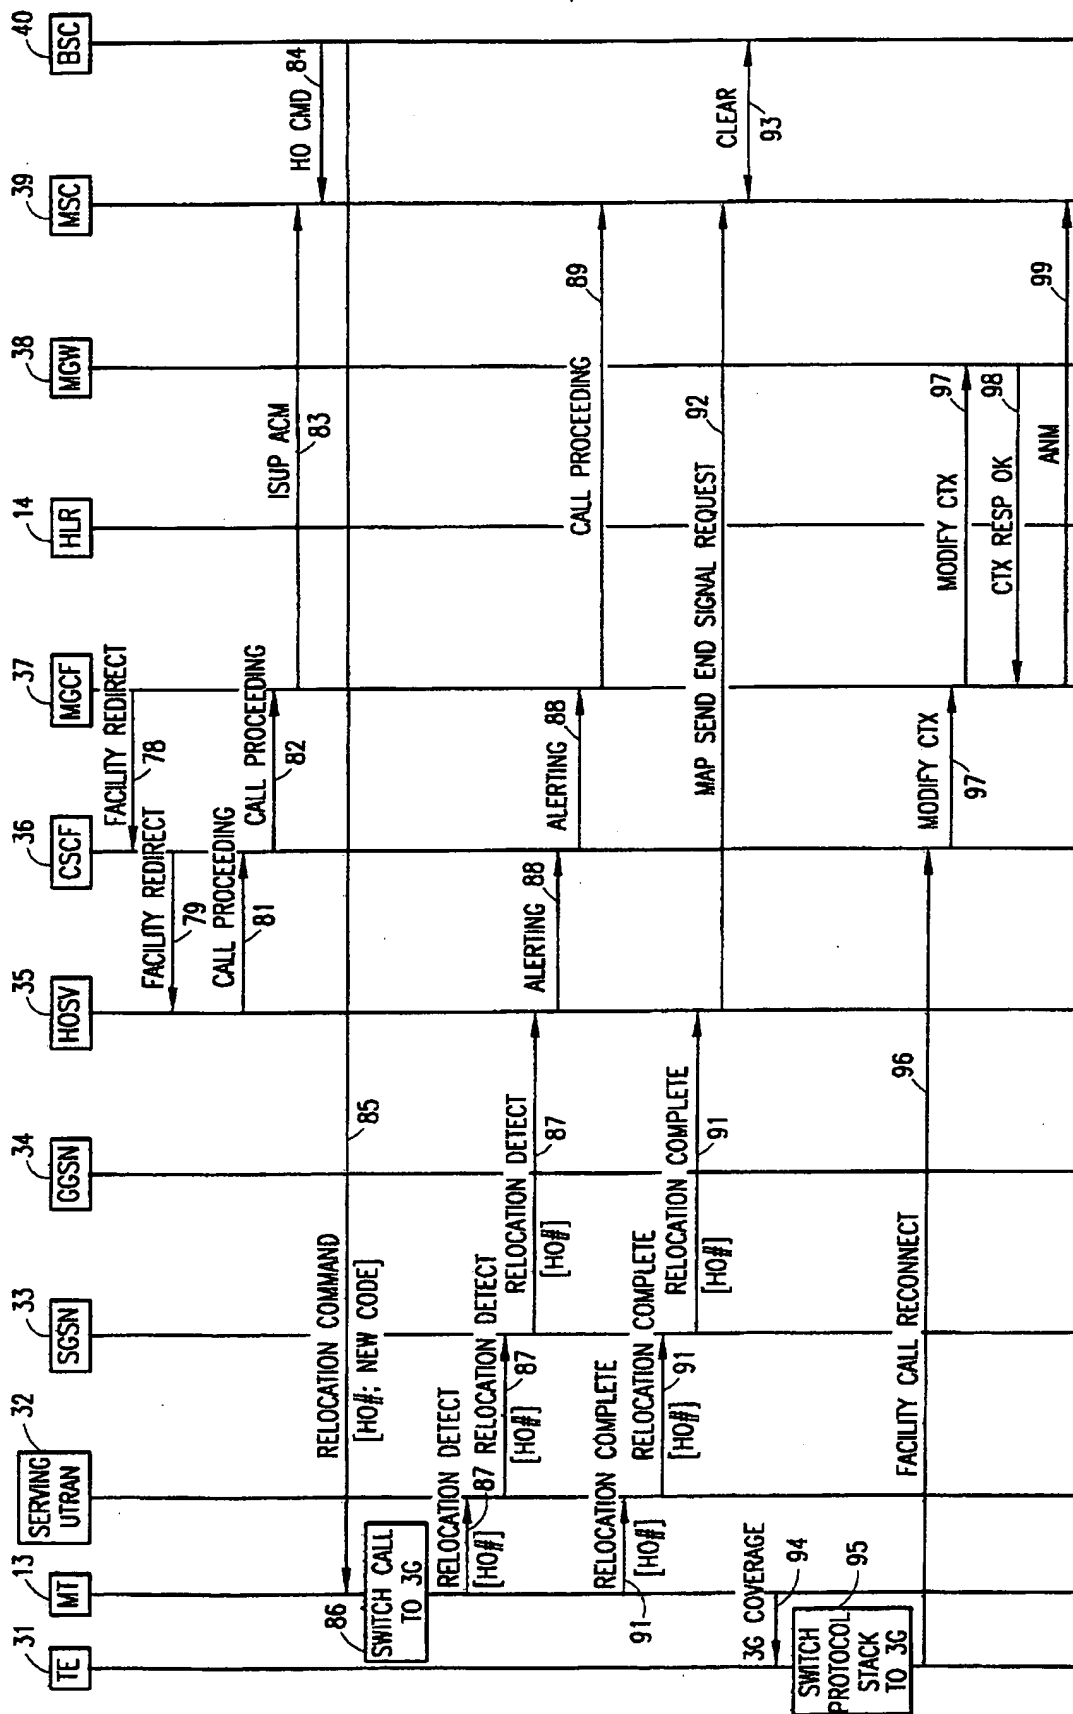 31
TE
13
MT
32
SERVING
UTRAN
33
SGSN
34
GGSN
35
HOSV
36
CSCF
37
MGCF
14
HLR
38
MGW
39
MSC
40
BSC
FACILITY REDIRECT
78
FACILITY REDIRECT
79
CALL PROCEEDING
81
CALL PROCEEDING
82
ISUP ACM
83
HO CMD
84
RELOCATION COMMAND
[HO#; NEW CODE]
85
86
SWITCH CALL
TO 3G
RELOCATION DETECT
87
[HO#]
RELOCATION DETECT
87
[HO#]
RELOCATION DETECT
87
[HO#]
ALERTING 88
ALERTING 88
CALL PROCEEDING
89
RELOCATION COMPLETE
91
[HO#]
RELOCATION COMPLETE
91
[HO#]
RELOCATION COMPLETE
91
[HO#]
MAP SEND END SIGNAL REQUEST
92
CLEAR
93
3G COVERAGE
94
SWITCH
PROTOCOL
STACK
TO 3G
95
FACILITY CALL RECONNECT
96
MODIFY CTX
97
MODIFY CTX
97
CTX RESP OK
98
ANM
99